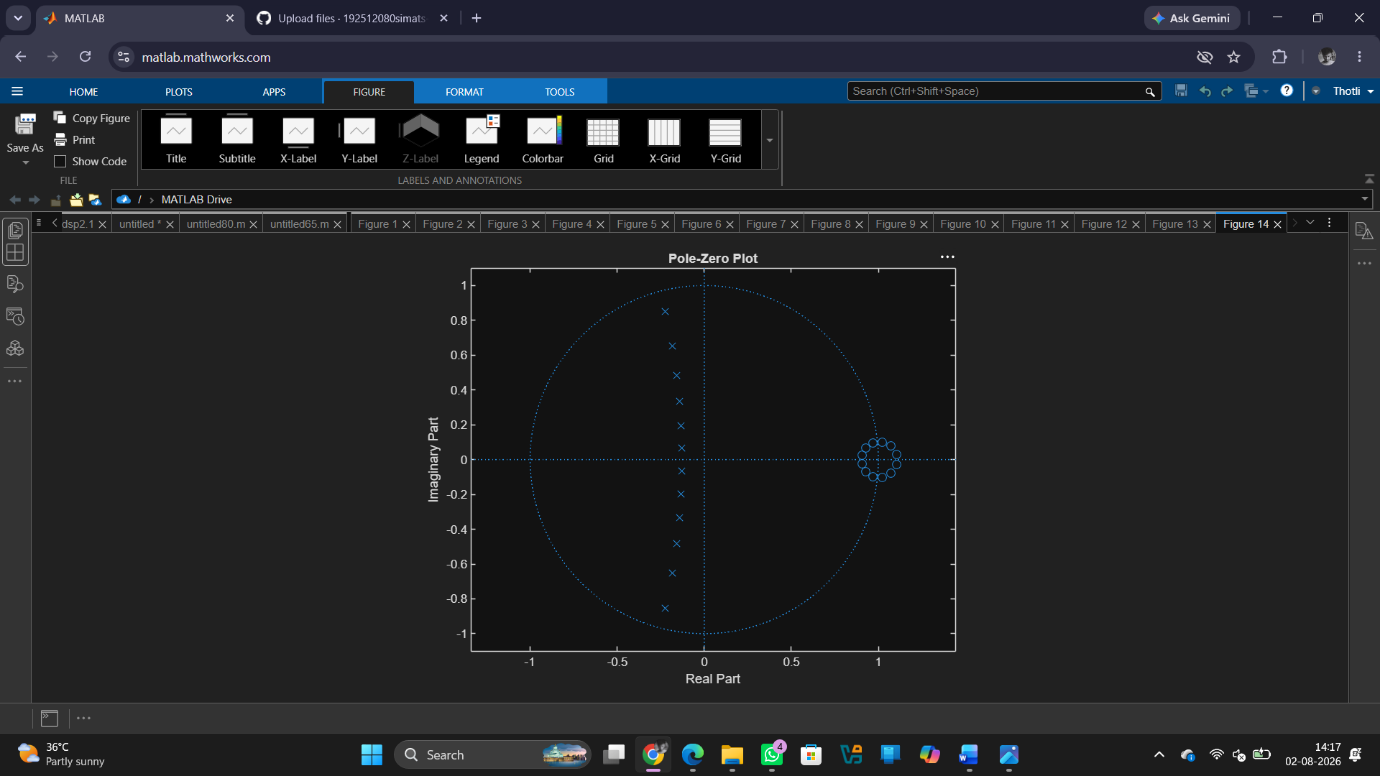 MATLAB
Upload files · 192512080simats
Ask Gemini
matlab.mathworks.com
HOME PLOTS APPS FIGURE FORMAT TOOLS
Search (Ctrl+Shift+Space)
Thotli
Save As
Copy Figure
Print
Show Code
FILE
Title Subtitle X-Label Y-Label Z-Label Legend Colorbar Grid X-Grid Y-Grid
LABELS AND ANNOTATIONS
/ > MATLAB Drive
dsp2.1 untitled * untitled80.m untitled65.m Figure 1 Figure 2 Figure 3 Figure 4 Figure 5 Figure 6 Figure 7 Figure 8 Figure 9 Figure 10 Figure 11 Figure 12 Figure 13 Figure 14
Pole-Zero Plot
1
0.8
0.6
0.4
0.2
0
-0.2
-0.4
-0.6
-0.8
-1
Imaginary Part
-1 -0.5 0 0.5 1
Real Part
36°C
Partly sunny
Search
4
14:17
02-08-2026